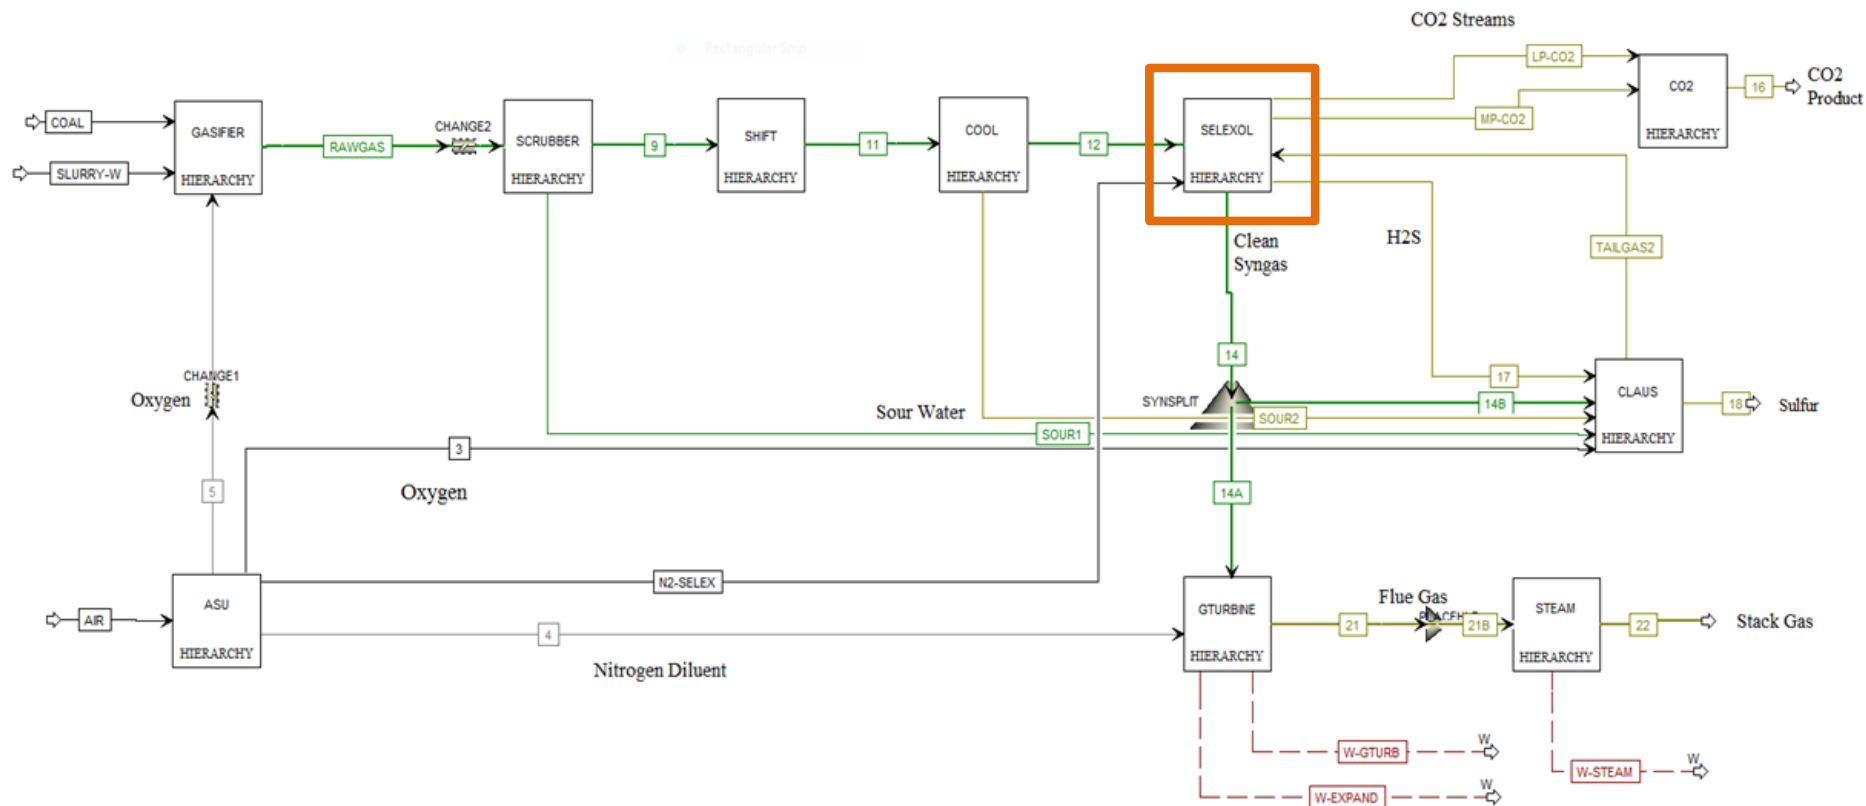 CO2 Streams
Rectangular Snip
LP-CO2
CO2
HIERARCHY
16
CO2
Product
MP-CO2
COAL
SLURRY-W
GASIFIER
HIERARCHY
RAWGAS
CHANGE2
SCRUBBER
HIERARCHY
9
SHIFT
HIERARCHY
11
COOL
HIERARCHY
12
SELEXOL
HIERARCHY
Clean
Syngas
H2S
TAILGAS2
CHANGE1
Oxygen
14
SYNSPLIT
17
14B
CLAUS
HIERARCHY
18
Sulfur
Sour Water
SOUR2
SOUR1
3
Oxygen
5
14A
N2-SELEX
AIR
ASU
HIERARCHY
4
Nitrogen Diluent
GTURBINE
HIERARCHY
Flue Gas
21
21B
STEAM
HIERARCHY
22
Stack Gas
W-GTURB
W
W-EXPAND
W
W-STEAM
W